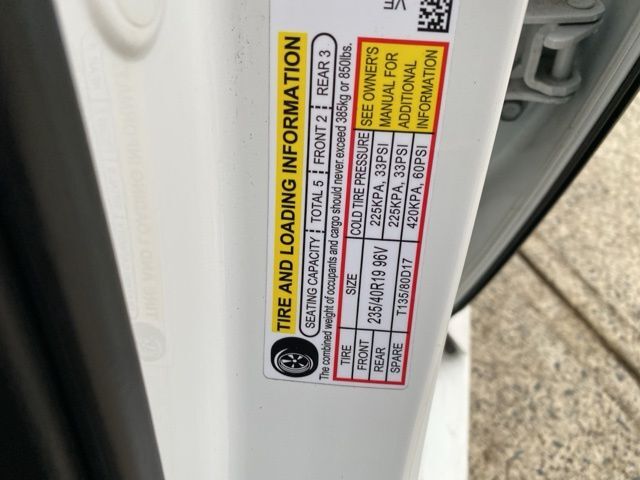 VE
TIRE AND LOADING INFORMATION
SEATING CAPACITY TOTAL 5 FRONT 2 REAR 3
The combined weight of occupants and cargo should never exceed 385kg or 850lbs.
TIRE SIZE COLD TIRE PRESSURE SEE OWNER'S MANUAL FOR ADDITIONAL INFORMATION
FRONT 235/40R19 96V 225KPA, 33PSI
REAR 225KPA, 33PSI
SPARE T135/80D17 420KPA, 60PSI